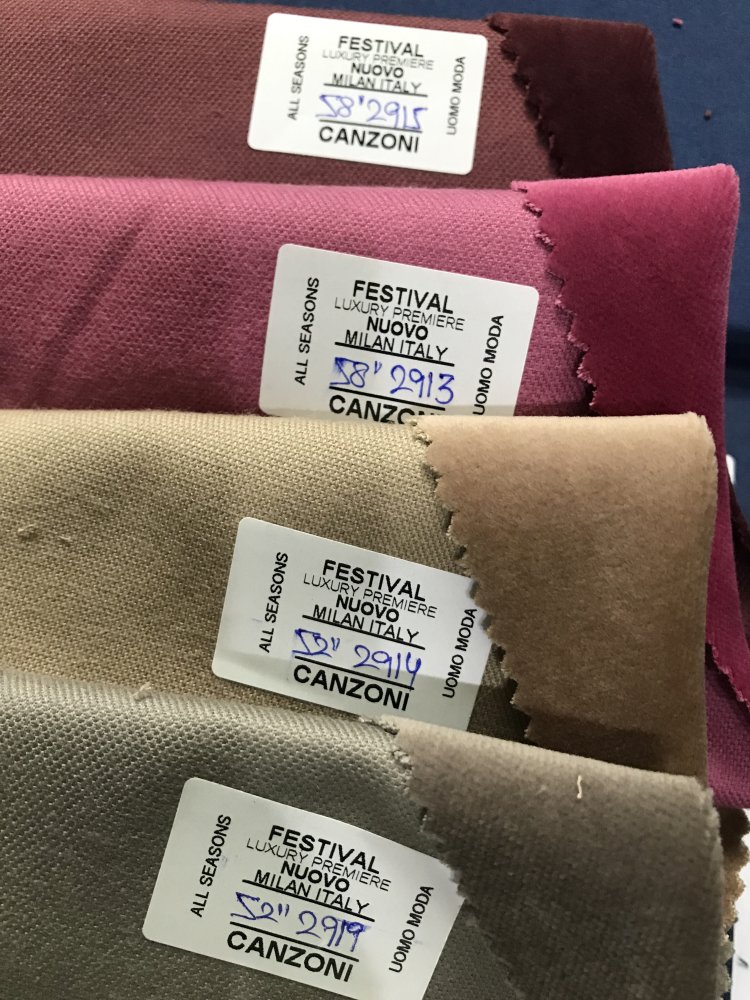 ALL SEASONS
FESTIVAL
LUXURY PREMIERE
NUOVO
MILAN ITALY
58" 2915
CANZONI
UOMO MODA
ALL SEASONS
FESTIVAL
LUXURY PREMIERE
NUOVO
MILAN ITALY
58" 2913
CANZONI
UOMO MODA
ALL SEASONS
FESTIVAL
LUXURY PREMIERE
NUOVO
MILAN ITALY
52" 2914
CANZONI
UOMO MODA
ALL SEASONS
FESTIVAL
LUXURY PREMIERE
NUOVO
MILAN ITALY
52" 2919
CANZONI
UOMO MODA